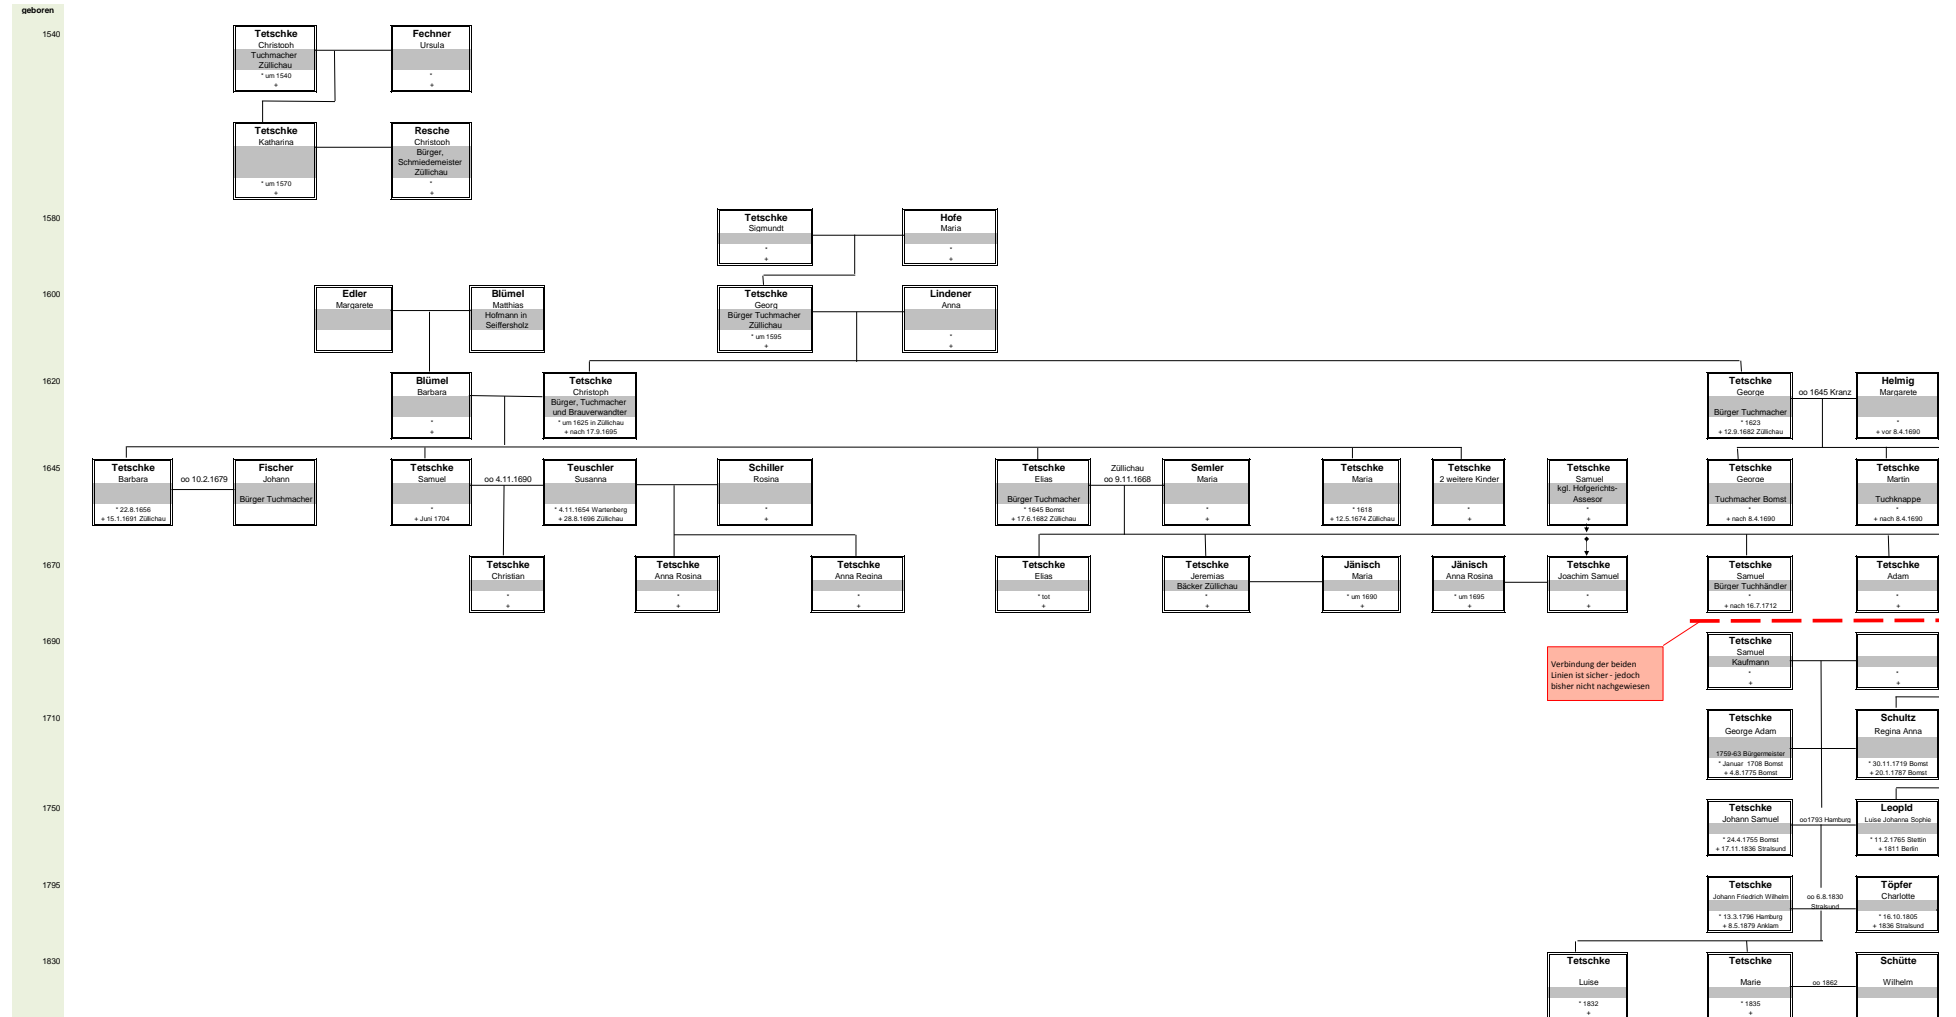 geboren
1540
Tetschke
Christoph
Tuchmacher
Züllichau
* um 1540
+
Fechner
Ursula
*
+
Tetschke
Katharina
* um 1570
+
Resche
Christoph
Bürger,
Schmiedemeister
Züllichau
*
+
1580
Tetschke
Sigmundt
*
+
Hofe
Maria
*
+
1600
Edler
Margarete
Blümel
Matthias
Hofmann in
Seiffersholz
Tetschke
Georg
Bürger Tuchmacher
Züllichau
* um 1595
+
Lindener
Anna
*
+
1620
Blümel
Barbara
*
+
Tetschke
Christoph
Bürger, Tuchmacher
und Brauverwandter
* um 1625 in Züllichau
+ nach 17.9.1695
Tetschke
George
Bürger Tuchmacher
* 1623
+ 12.9.1682 Züllichau
oo 1645 Kranz
Helmig
Margarete
*
+ vor 8.4.1690
1645
Tetschke
Barbara
* 22.8.1656
+ 15.1.1691 Züllichau
oo 10.2.1679
Fischer
Johann
Bürger Tuchmacher
Tetschke
Samuel
*
+ Juni 1704
oo 4.11.1690
Teuschler
Susanna
* 4.11.1654 Wartenberg
+ 28.8.1696 Züllichau
Schiller
Rosina
*
+
Tetschke
Elias
Bürger Tuchmacher
* 1645 Bomst
+ 17.6.1682 Züllichau
Züllichau
oo 9.11.1668
Semler
Maria
*
+
Tetschke
Maria
* 1618
+ 12.5.1674 Züllichau
Tetschke
2 weitere Kinder
*
+
Tetschke
Samuel
kgl. Hofgerichts-
Assesor
*
+
Tetschke
George
Tuchmacher Bomst
*
+ nach 8.4.1690
Tetschke
Martin
Tuchknappe
*
+ nach 8.4.1690
1670
Tetschke
Christian
*
+
Tetschke
Anna Rosina
*
+
Tetschke
Anna Regina
*
+
Tetschke
Elias
* tot
+
Tetschke
Jeremias
Bäcker Züllichau
*
+
Jänisch
Maria
* um 1690
+
Jänisch
Anna Rosina
* um 1695
+
Tetschke
Joachim Samuel
*
+
Tetschke
Samuel
Bürger Tuchhändler
*
+ nach 16.7.1712
Tetschke
Adam
*
+
1690
Verbindung der beiden
Linien ist sicher - jedoch
bisher nicht nachgewiesen
Tetschke
Samuel
Kaufmann
*
+
*
+
1710
Tetschke
George Adam
1759-63 Bürgermeister
* Januar 1708 Bomst
+ 4.8.1775 Bomst
Schultz
Regina Anna
* 30.11.1719 Bomst
+ 20.1.1787 Bomst
1750
Tetschke
Johann Samuel
* 24.4.1755 Bomst
+ 17.11.1836 Stralsund
oo1793 Hamburg
Leopld
Luise Johanna Sophie
* 11.2.1765 Stettin
+ 1811 Berlin
1795
Tetschke
Johann Friedrich Wilhelm
* 13.3.1796 Hamburg
+ 8.5.1879 Anklam
oo 6.8.1830
Stralsund
Töpfer
Charlotte
* 16.10.1805
+ 1836 Stralsund
1830
Tetschke
Luise
* 1832
+
Tetschke
Marie
* 1835
+
oo 1862
Schütte
Wilhelm